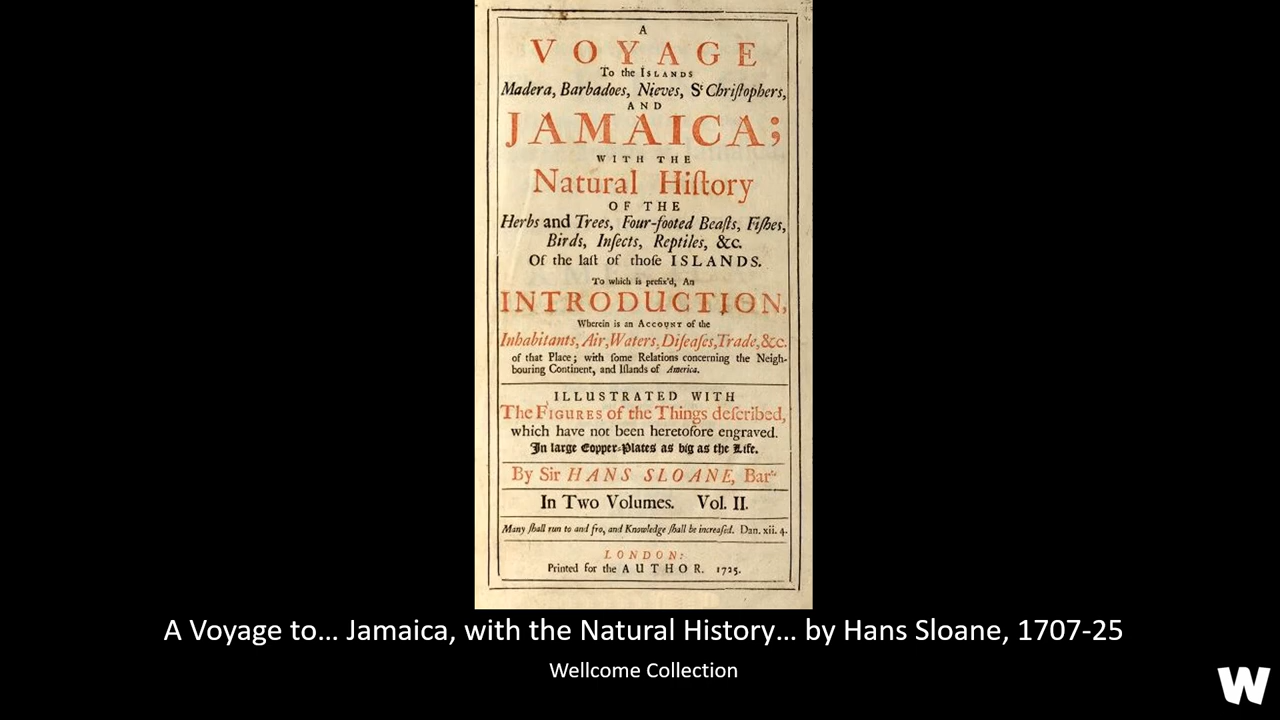 A
VOYAGE
To the ISLANDS
Madera, Barbadoes, Nieves, St Chriſtophers,
AND
JAMAICA;
WITH THE
Natural Hiſtory
OF THE
Herbs and Trees, Four-footed Beaſts, Fiſhes,
Birds, Inſects, Reptiles, &c.
Of the laſt of thoſe ISLANDS.
To which is prefix'd, An
INTRODUCTION,
Wherein is an ACCOUNT of the
Inhabitants, Air, Waters, Diſeaſes, Trade, &c.
of that Place; with ſome Relations concerning the Neigh-
bouring Continent, and Iſlands of America.
ILLUSTRATED WITH
The FIGURES of the Things deſcribed,
which have not been heretofore engraved.
In large Copper-Plates as big as the Life.
By Sir HANS SLOANE, Bart.
In Two Volumes. Vol. II.
Many ſhall run to and fro, and Knowledge ſhall be increaſed. Dan. xii. 4.
LONDON:
Printed for the AUTHOR. 1725.
A Voyage to... Jamaica, with the Natural History... by Hans Sloane, 1707-25
Wellcome Collection
W